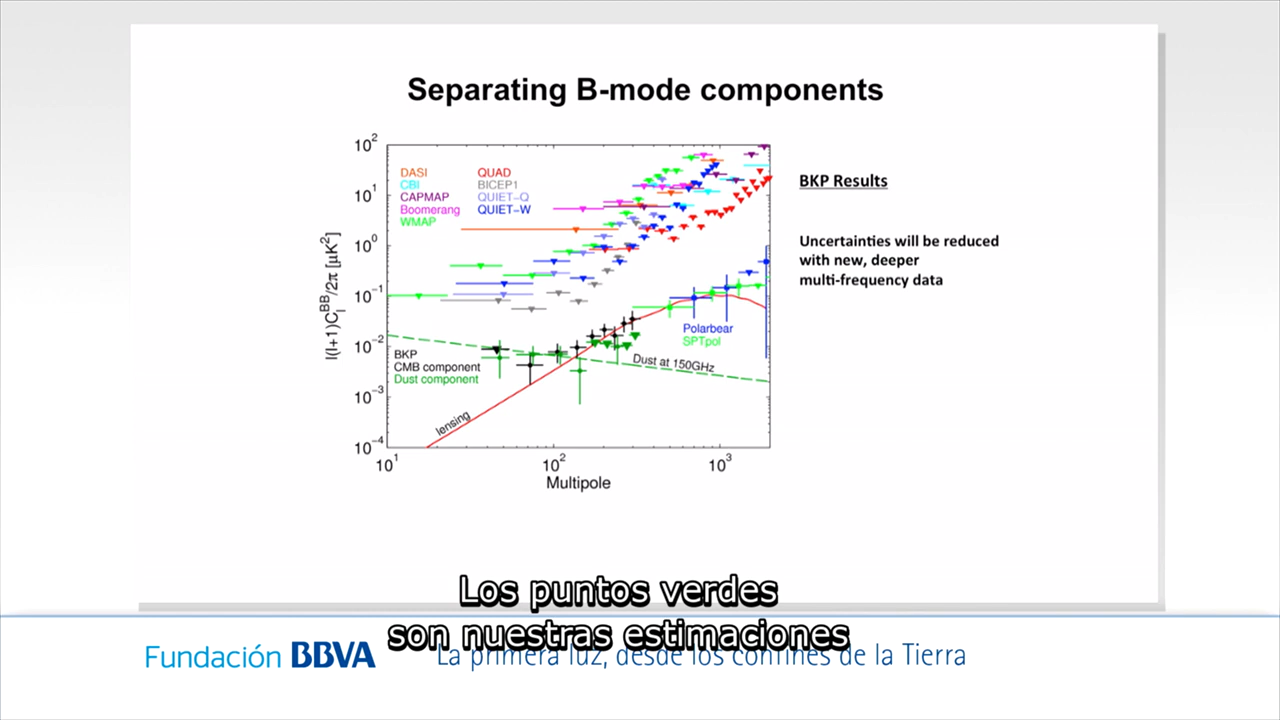 Separating B-mode components
10²
10¹
10⁰
10⁻¹
10⁻²
10⁻³
10⁻⁴
l(l+1)C_l^BB/2π [μK²]
DASI
CBI
CAPMAP
Boomerang
WMAP
QUAD
BICEP1
QUIET-Q
QUIET-W
Polarbear
SPTpol
BKP
CMB component
Dust component
Dust at 150GHz
lensing
10¹
10²
10³
Multipole
BKP Results
Uncertainties will be reduced
with new, deeper
multi-frequency data
Los puntos verdes
son nuestras estimaciones
Fundación BBVA
La primera luz, desde los confines de la Tierra